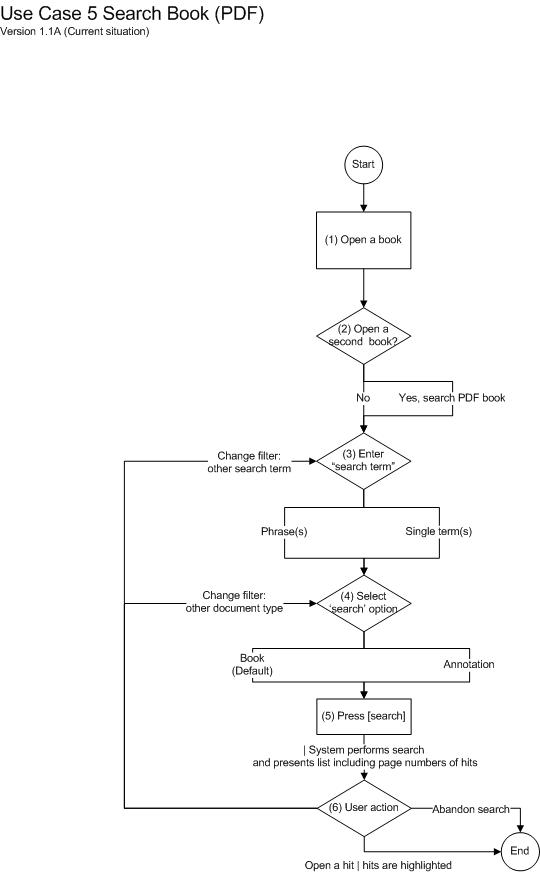 Use Case 5 Search Book (PDF)
Version 1.1A (Current situation)
Start
(1) Open a book
(2) Open a
second book?
No
Yes, search PDF book
Change filter:
other search term
(3) Enter
“search term”
Phrase(s)
Single term(s)
Change filter:
other document type
(4) Select
‘search’ option
Book
(Default)
Annotation
(5) Press [search]
| System performs search
and presents list including page numbers of hits
(6) User action
Abandon search
End
Open a hit | hits are highlighted